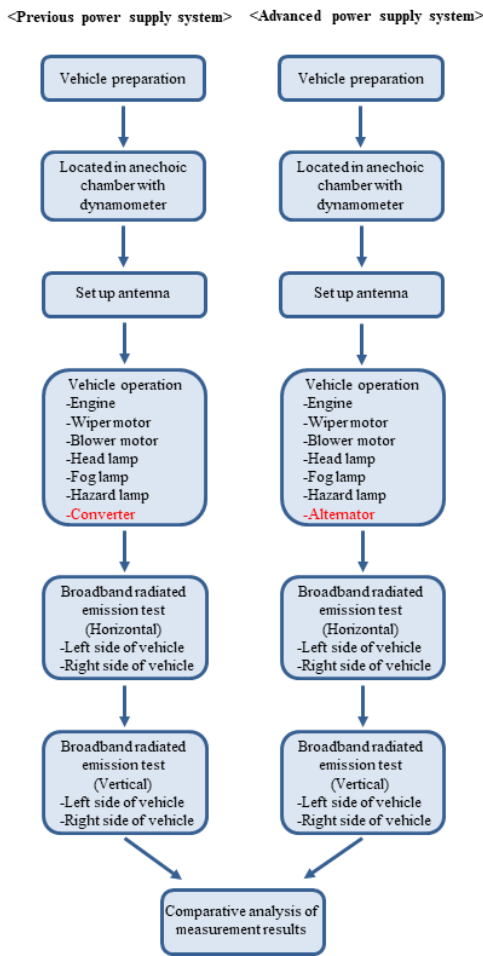 <Previous power supply system>
Vehicle preparation
Located in anechoic
chamber with
dynamometer
Set up antenna
Vehicle operation
-Engine
-Wiper motor
-Blower motor
-Head lamp
-Fog lamp
-Hazard lamp
-Converter
Broadband radiated
emission test
(Horizontal)
-Left side of vehicle
-Right side of vehicle
Broadband radiated
emission test
(Vertical)
-Left side of vehicle
-Right side of vehicle
<Advanced power supply system>
Vehicle preparation
Located in anechoic
chamber with
dynamometer
Set up antenna
Vehicle operation
-Engine
-Wiper motor
-Blower motor
-Head lamp
-Fog lamp
-Hazard lamp
-Alternator
Broadband radiated
emission test
(Horizontal)
-Left side of vehicle
-Right side of vehicle
Broadband radiated
emission test
(Vertical)
-Left side of vehicle
-Right side of vehicle
Comparative analysis of
measurement results